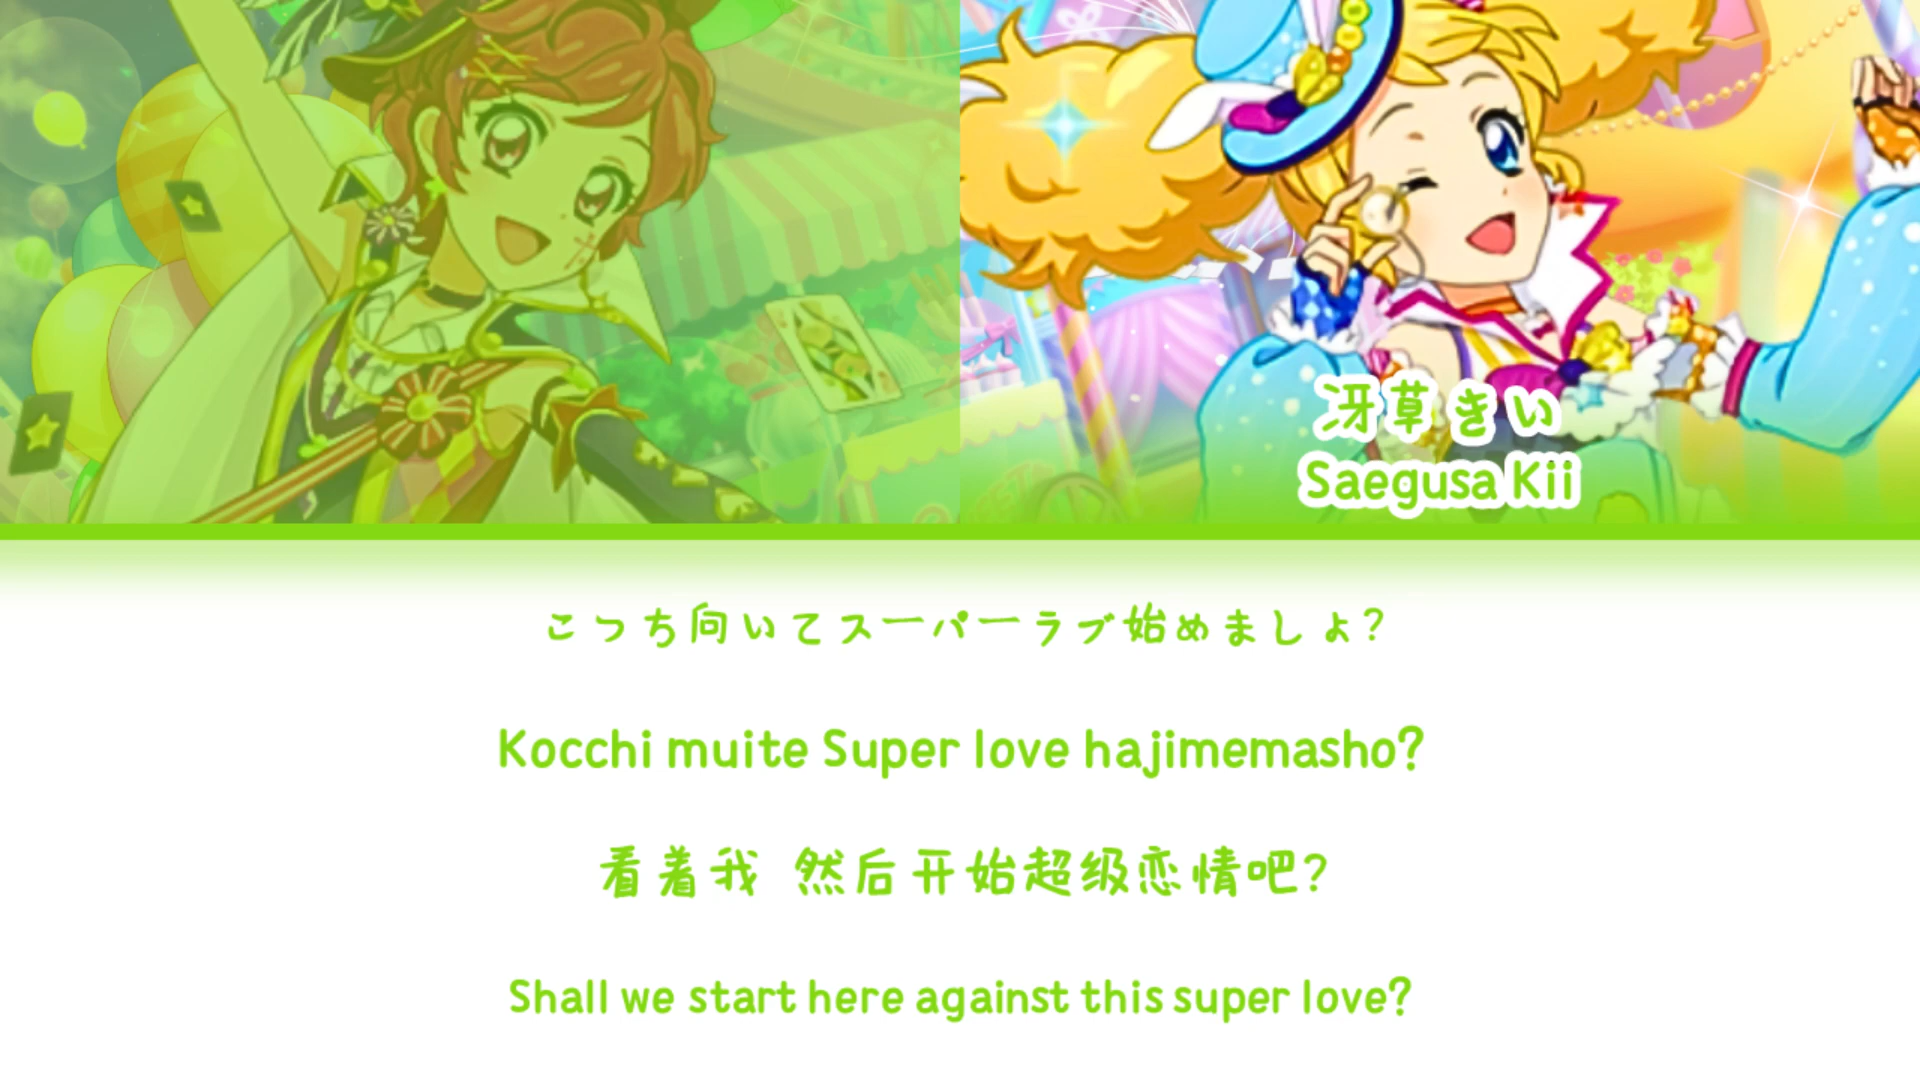 冴草 きい
Saegusa Kii
こっち向いてスーパーラブ始めましょ?
Kocchi muite Super love hajimemasho?
看着我 然后开始超级恋情吧?
Shall we start here against this super love?